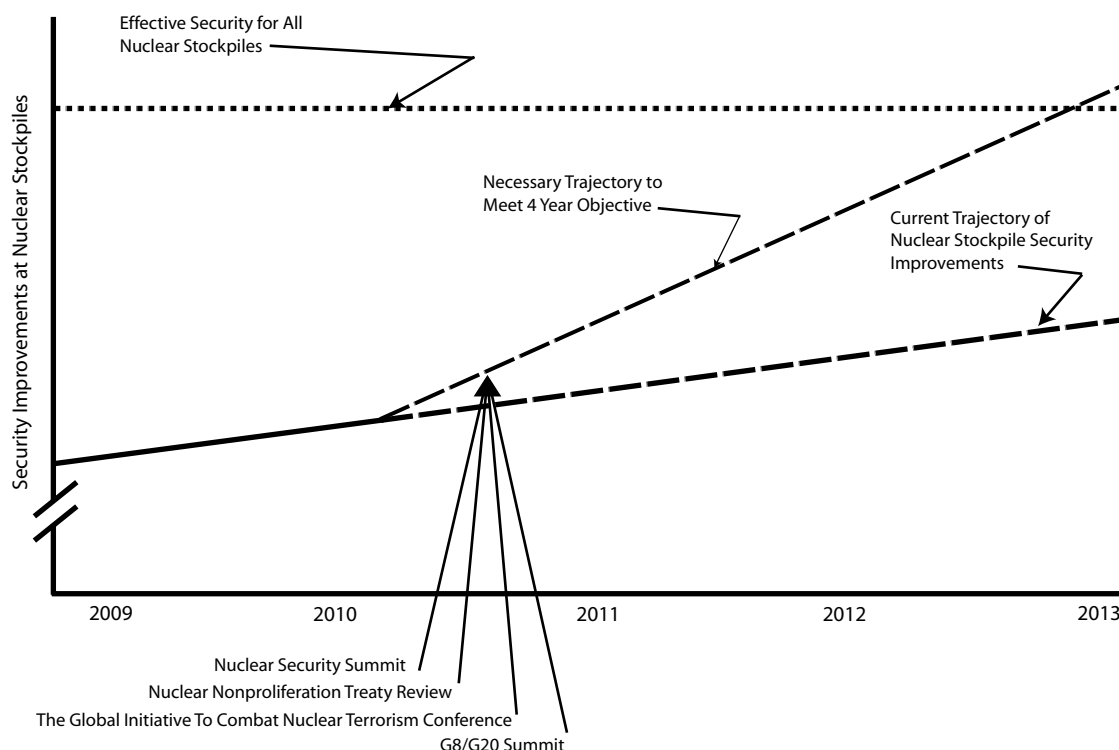 Effective Security for All
Nuclear Stockpiles
Security Improvements at Nuclear Stockpiles
Necessary Trajectory to
Meet 4 Year Objective
Current Trajectory of
Nuclear Stockpile Security
Improvements
2009
2010
2011
2012
2013
Nuclear Security Summit
Nuclear Nonproliferation Treaty Review
The Global Initiative To Combat Nuclear Terrorism Conference
G8/G20 Summit